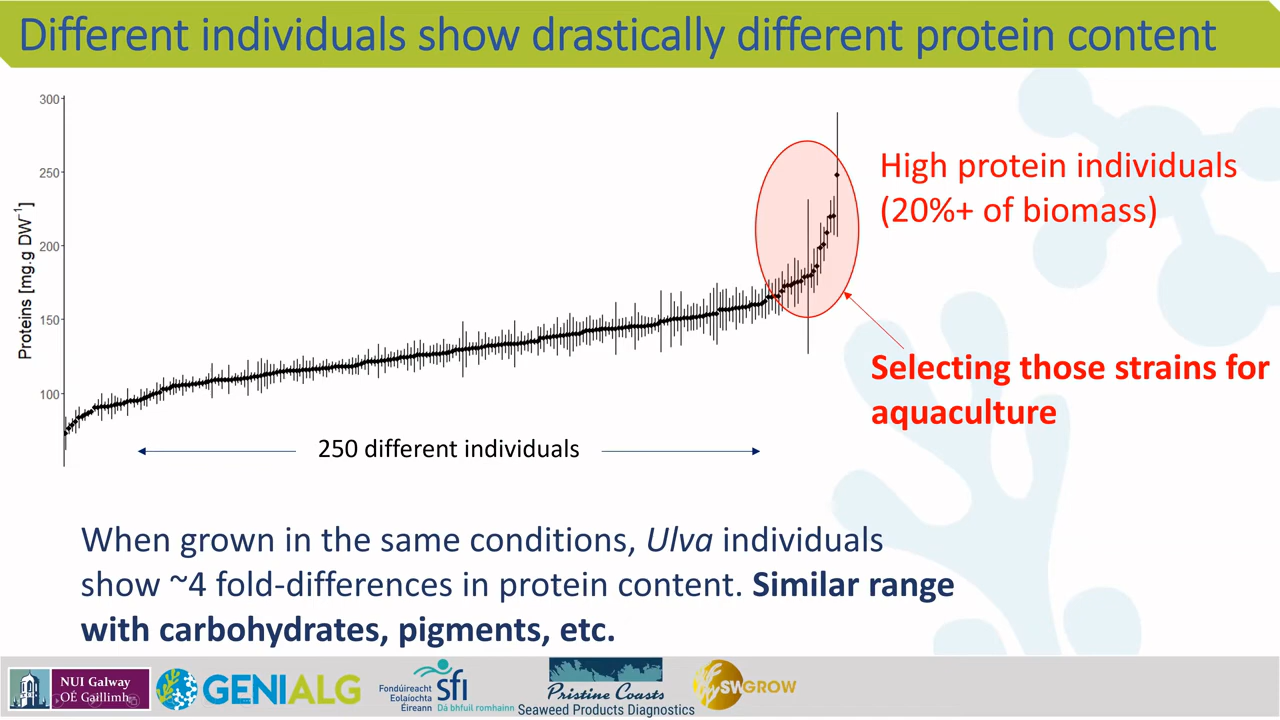 Different individuals show drastically different protein content
300
250
200
150
100
Proteins [mg.g DW⁻¹]
High protein individuals
(20%+ of biomass)
Selecting those strains for
aquaculture
250 different individuals
When grown in the same conditions, Ulva individuals
show ~4 fold-differences in protein content. Similar range
with carbohydrates, pigments, etc.
NUI Galway
OÉ Gaillimh
GENIALG
Fondúireacht
Eolaíochta
Éireann
sfi
Dá bhfuil romhainn
Pristine Coasts
Seaweed Products Diagnostics
mySWGROW